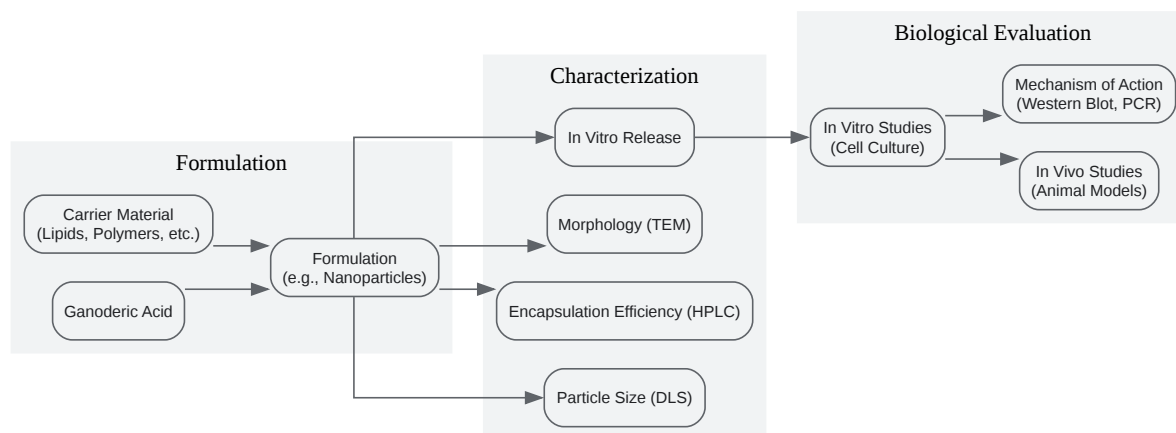 Formulation
Carrier Material
(Lipids, Polymers, etc.)
Ganoderic Acid
Formulation
(e.g., Nanoparticles)
Characterization
In Vitro Release
Morphology (TEM)
Encapsulation Efficiency (HPLC)
Particle Size (DLS)
Biological Evaluation
In Vitro Studies
(Cell Culture)
Mechanism of Action
(Western Blot, PCR)
In Vivo Studies
(Animal Models)